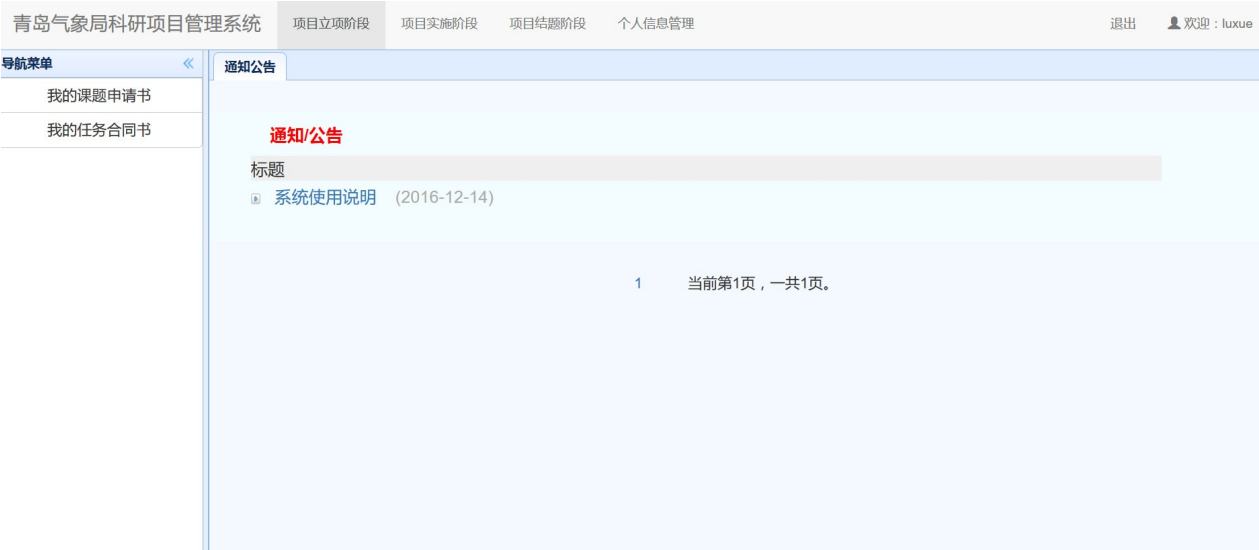 青岛气象局科研项目管理系统 项目立项阶段 项目实施阶段 项目结题阶段 个人信息管理 退出 欢迎：luxue
导航菜单
我的课题申请书
我的任务合同书
通知公告
通知/公告
标题
系统使用说明 (2016-12-14)
1 当前第1页，一共1页。